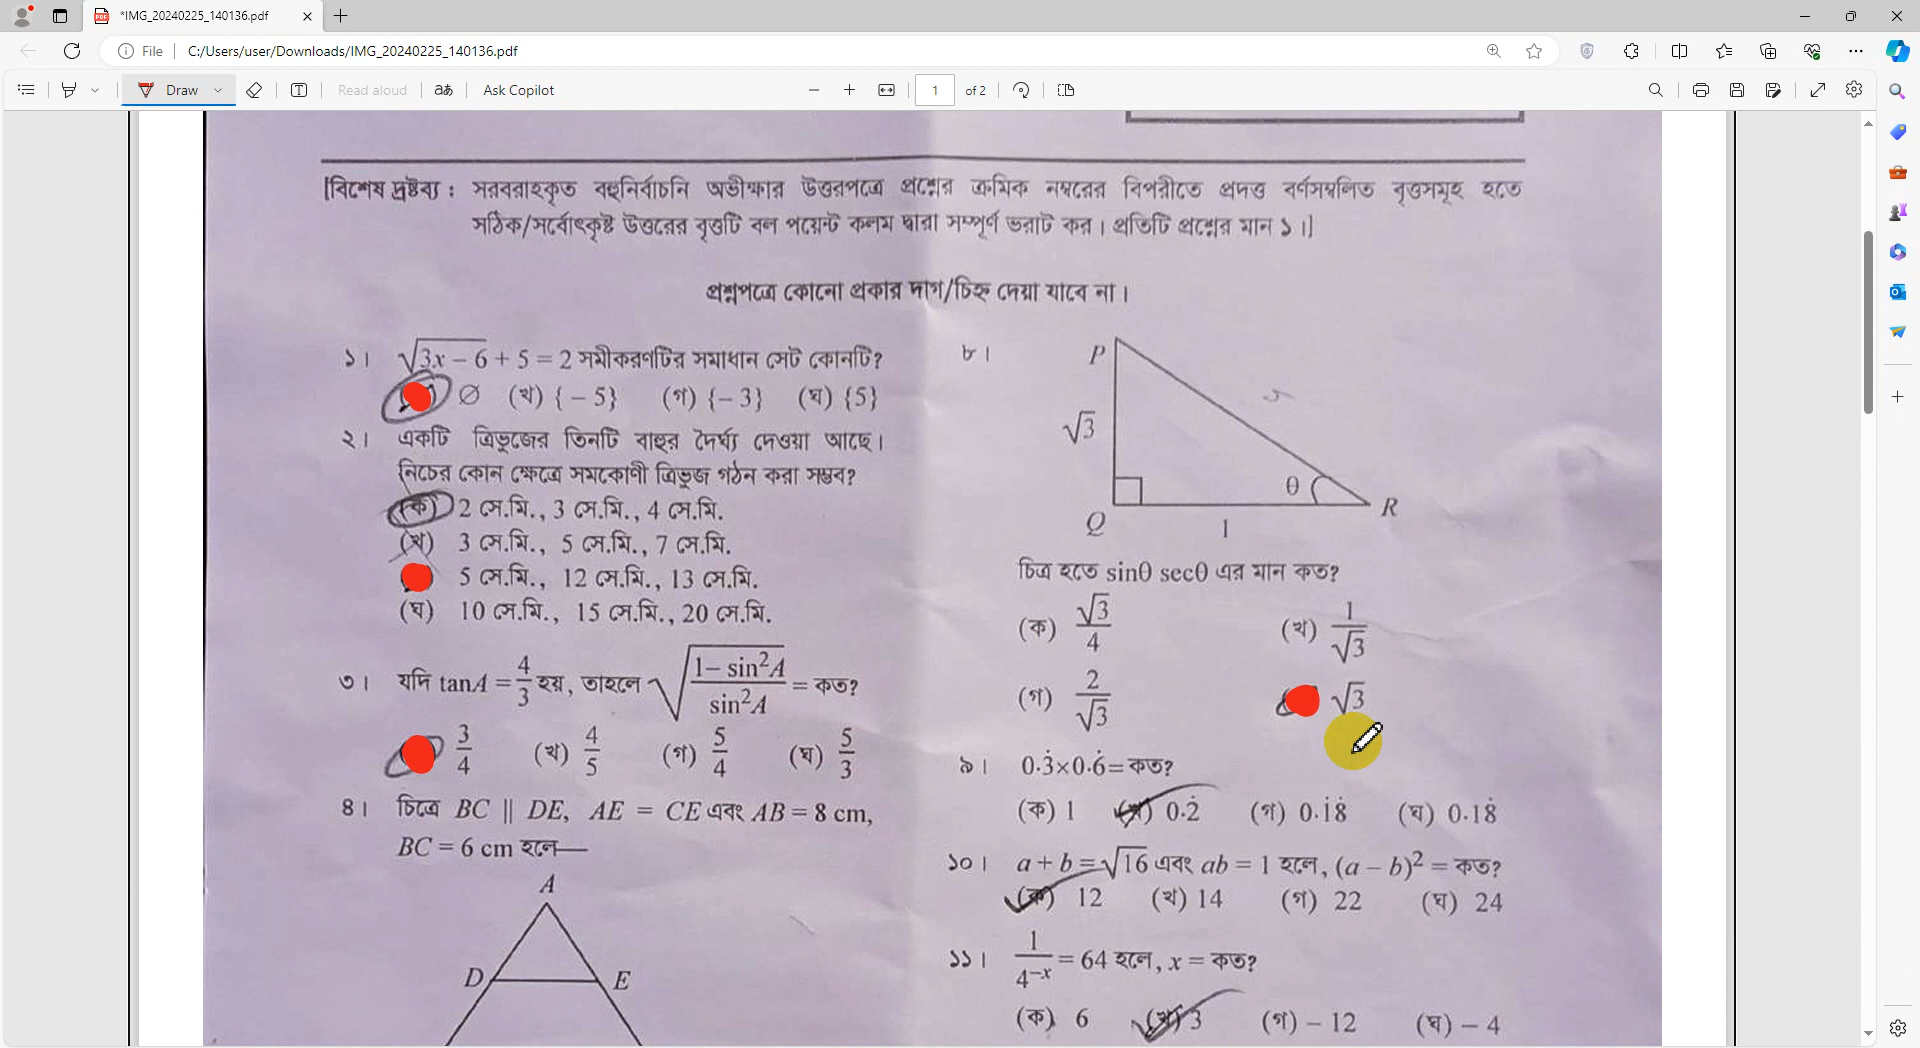 *IMG_20240225_140136.pdf
File
C:/Users/user/Downloads/IMG_20240225_140136.pdf
Draw
Read aloud
Ask Copilot
1 of 2
[বিশেষ দ্রষ্টব্য : সরবরাহকৃত বহুনির্বাচনি অভীক্ষার উত্তরপত্রে প্রশ্নের ক্রমিক নম্বরের বিপরীতে প্রদত্ত বর্ণসম্বলিত বৃত্তসমূহ হতে
সঠিক/সর্বোৎকৃষ্ট উত্তরের বৃত্তটি বল পয়েন্ট কলম দ্বারা সম্পূর্ণ ভরাট কর। প্রতিটি প্রশ্নের মান ১।]
প্রশ্নপত্রে কোনো প্রকার দাগ/চিহ্ন দেয়া যাবে না।
১। √(3x – 6) + 5 = 2 সমীকরণটির সমাধান সেট কোনটি?
∅ (খ) {– 5} (গ) {– 3} (ঘ) {5}
২। একটি ত্রিভুজের তিনটি বাহুর দৈর্ঘ্য দেওয়া আছে।
নিচের কোন ক্ষেত্রে সমকোণী ত্রিভুজ গঠন করা সম্ভব?
(ক) 2 সে.মি., 3 সে.মি., 4 সে.মি.
(খ) 3 সে.মি., 5 সে.মি., 7 সে.মি.
5 সে.মি., 12 সে.মি., 13 সে.মি.
(ঘ) 10 সে.মি., 15 সে.মি., 20 সে.মি.
৩। যদি tanA = 4/3 হয়, তাহলে √((1– sin²A)/(sin²A)) = কত?
3/4 (খ) 4/5 (গ) 5/4 (ঘ) 5/3
৪। চিত্রে BC || DE, AE = CE এবং AB = 8 cm,
BC = 6 cm হলে—
A
D E
৮।
P
√3
θ
Q 1 R
চিত্র হতে sinθ secθ এর মান কত?
(ক) √3/4 (খ) 1/√3
(গ) 2/√3 √3
৯। 0·3̇×0·6̇= কত?
(ক) 1 (খ) 0·2̇ (গ) 0·1̇8̇ (ঘ) 0·18̇
১০। a + b = √16 এবং ab = 1 হলে, (a – b)² = কত?
(ক) 12 (খ) 14 (গ) 22 (ঘ) 24
১১। 1/4⁻ˣ = 64 হলে, x = কত?
(ক) 6 (খ) 3 (গ) – 12 (ঘ) – 4